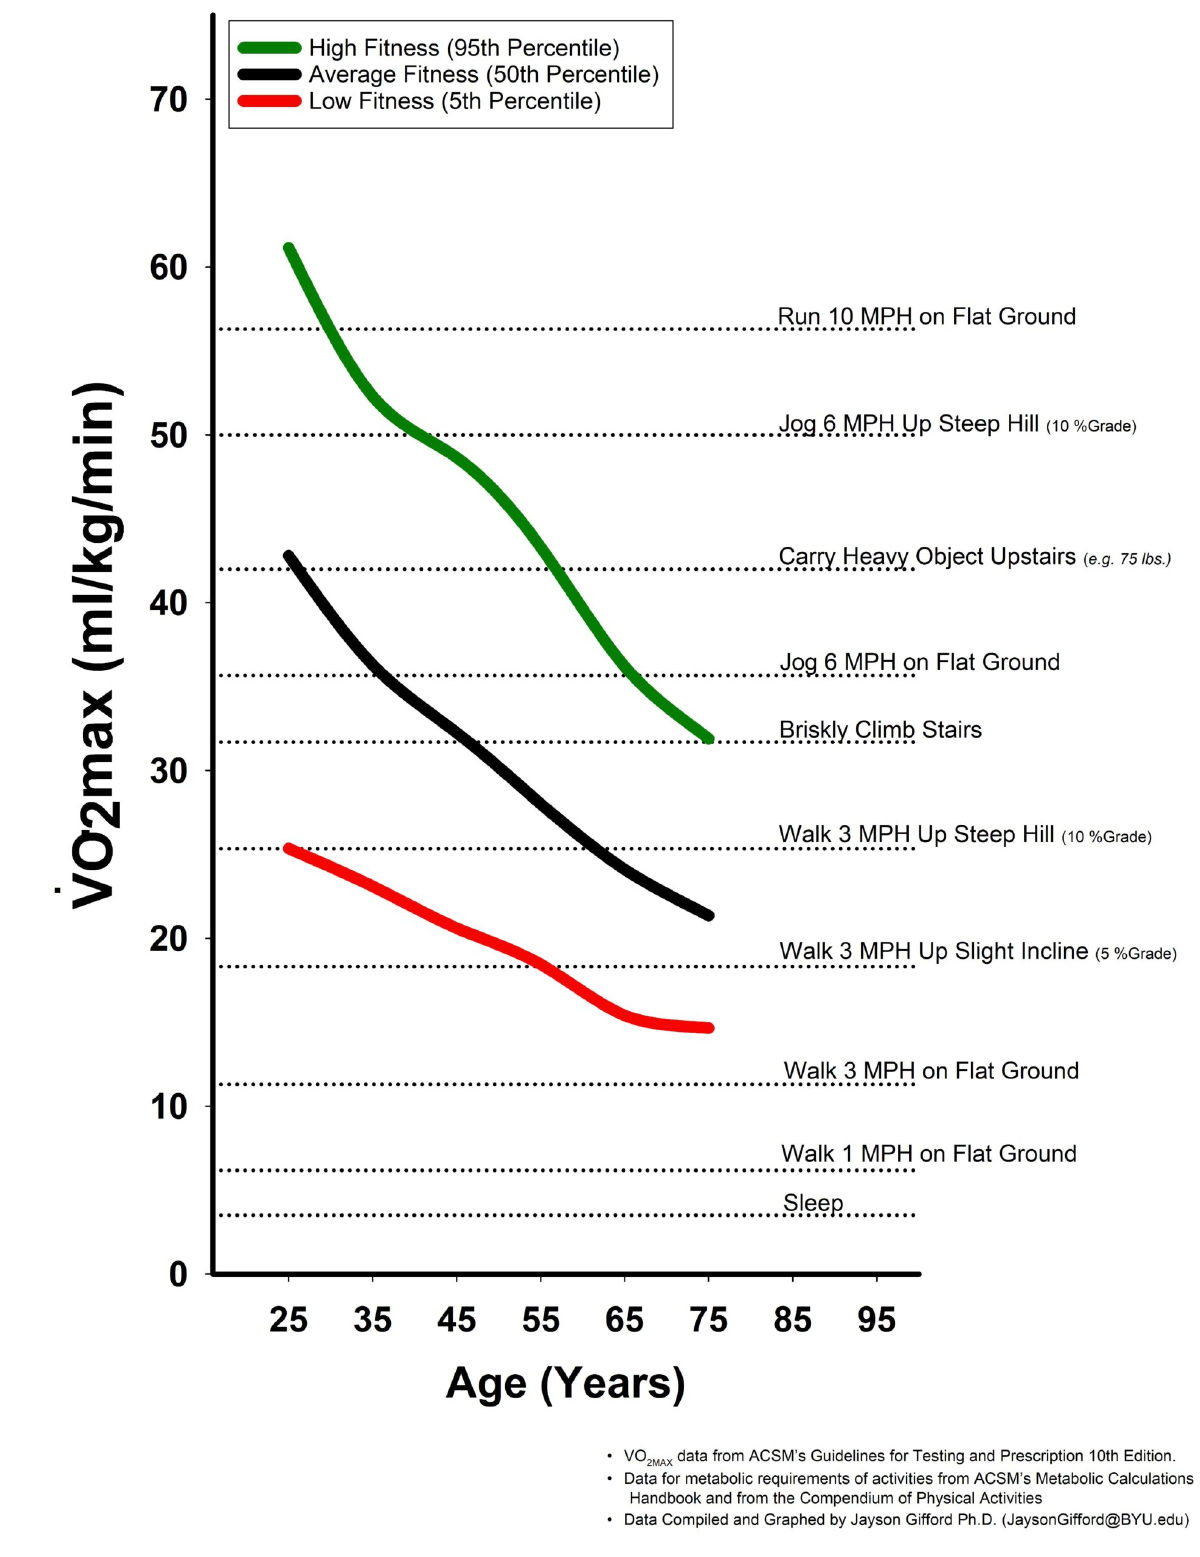 High Fitness (95th Percentile)
Average Fitness (50th Percentile)
Low Fitness (5th Percentile)
70
60
50
40
30
20
10
0
V̇O2max (ml/kg/min)
Run 10 MPH on Flat Ground
Jog 6 MPH Up Steep Hill (10 %Grade)
Carry Heavy Object Upstairs (e.g. 75 lbs.)
Jog 6 MPH on Flat Ground
Briskly Climb Stairs
Walk 3 MPH Up Steep Hill (10 %Grade)
Walk 3 MPH Up Slight Incline (5 %Grade)
Walk 3 MPH on Flat Ground
Walk 1 MPH on Flat Ground
Sleep
25 35 45 55 65 75 85 95
Age (Years)
• VO2MAX data from ACSM's Guidelines for Testing and Prescription 10th Edition.
• Data for metabolic requirements of activities from ACSM's Metabolic Calculations
Handbook and from the Compendium of Physical Activities
• Data Compiled and Graphed by Jayson Gifford Ph.D. (JaysonGifford@BYU.edu)